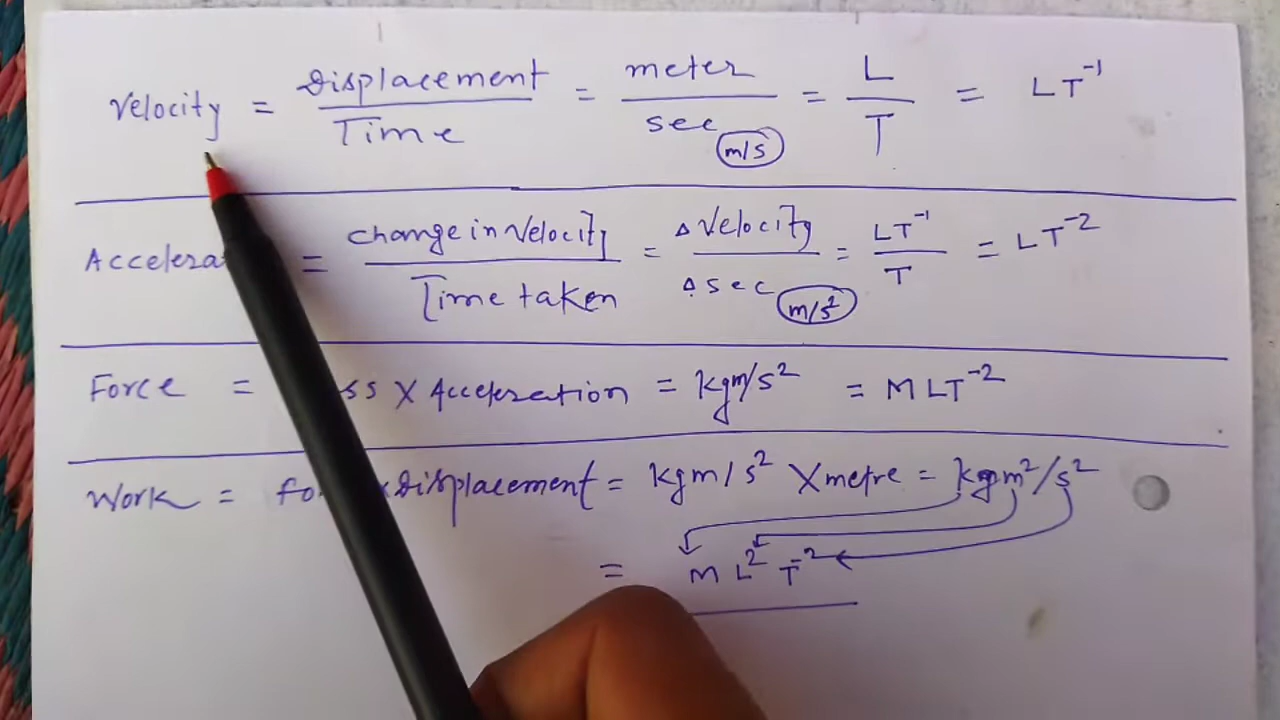 Velocity = Displacement / Time = meter / sec (m/s) = L / T = LT⁻¹
Accelera = change in Velocity / Time taken = Δ Velocity / Δ sec (m/s²) = LT⁻¹ / T = LT⁻²
Force = ss X Acceleration = kgm/s² = MLT⁻²
Work = fo x Displacement = kgm/s² X metre = kgm²/s²
= M L² T⁻²